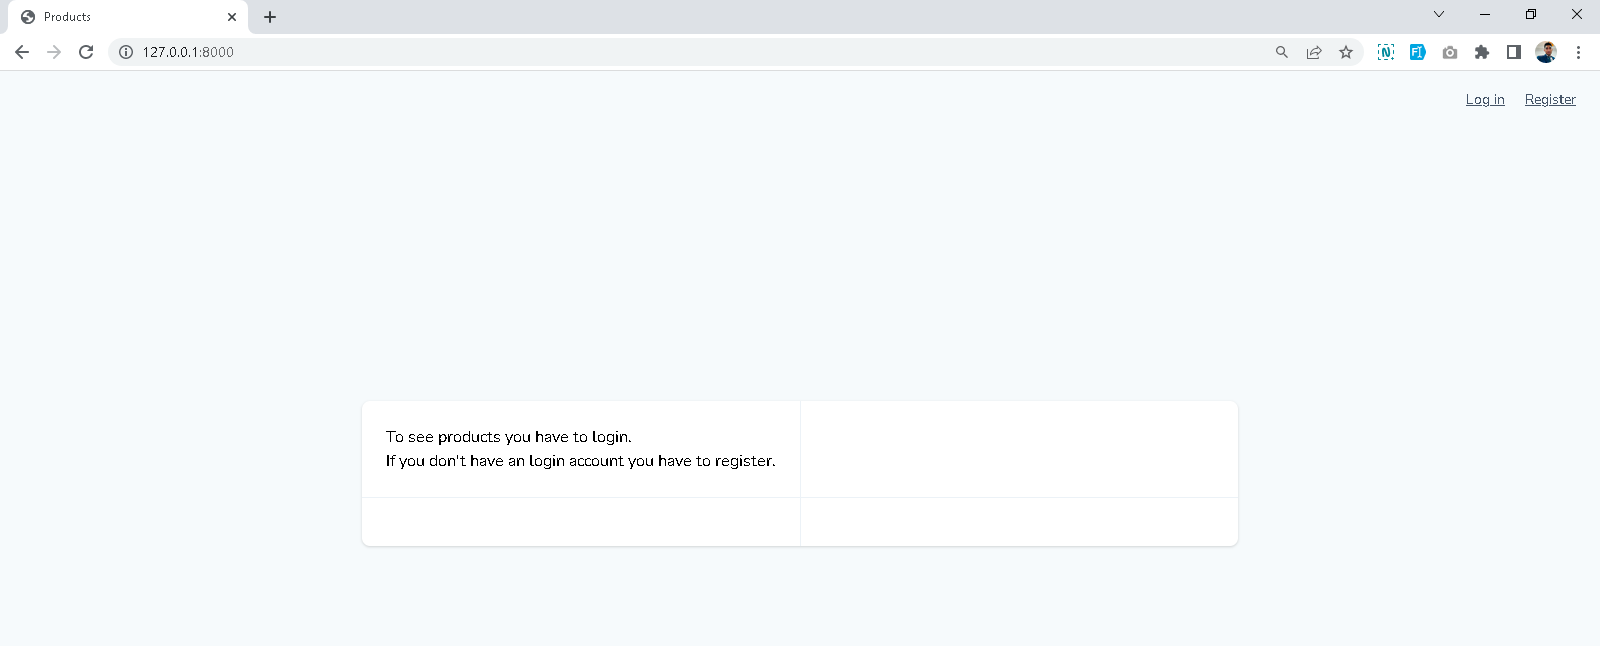 Products
127.0.0.1:8000
Log in Register
To see products you have to login.
If you don't have an login account you have to register.